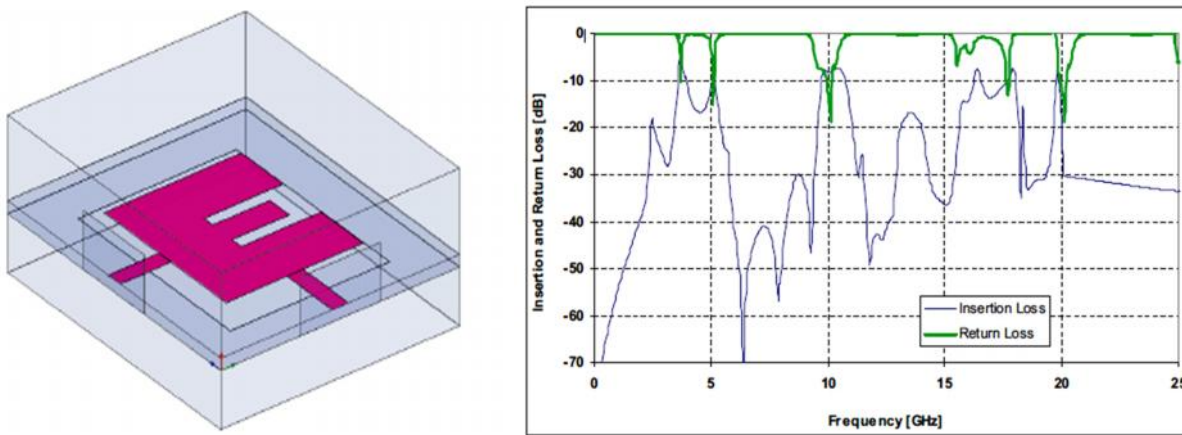 0
-10
-20
-30
-40
-50
-60
-70
Insertion and Return Loss [dB]
Insertion Loss
Return Loss
0 5 10 15 20 25
Frequency [GHz]